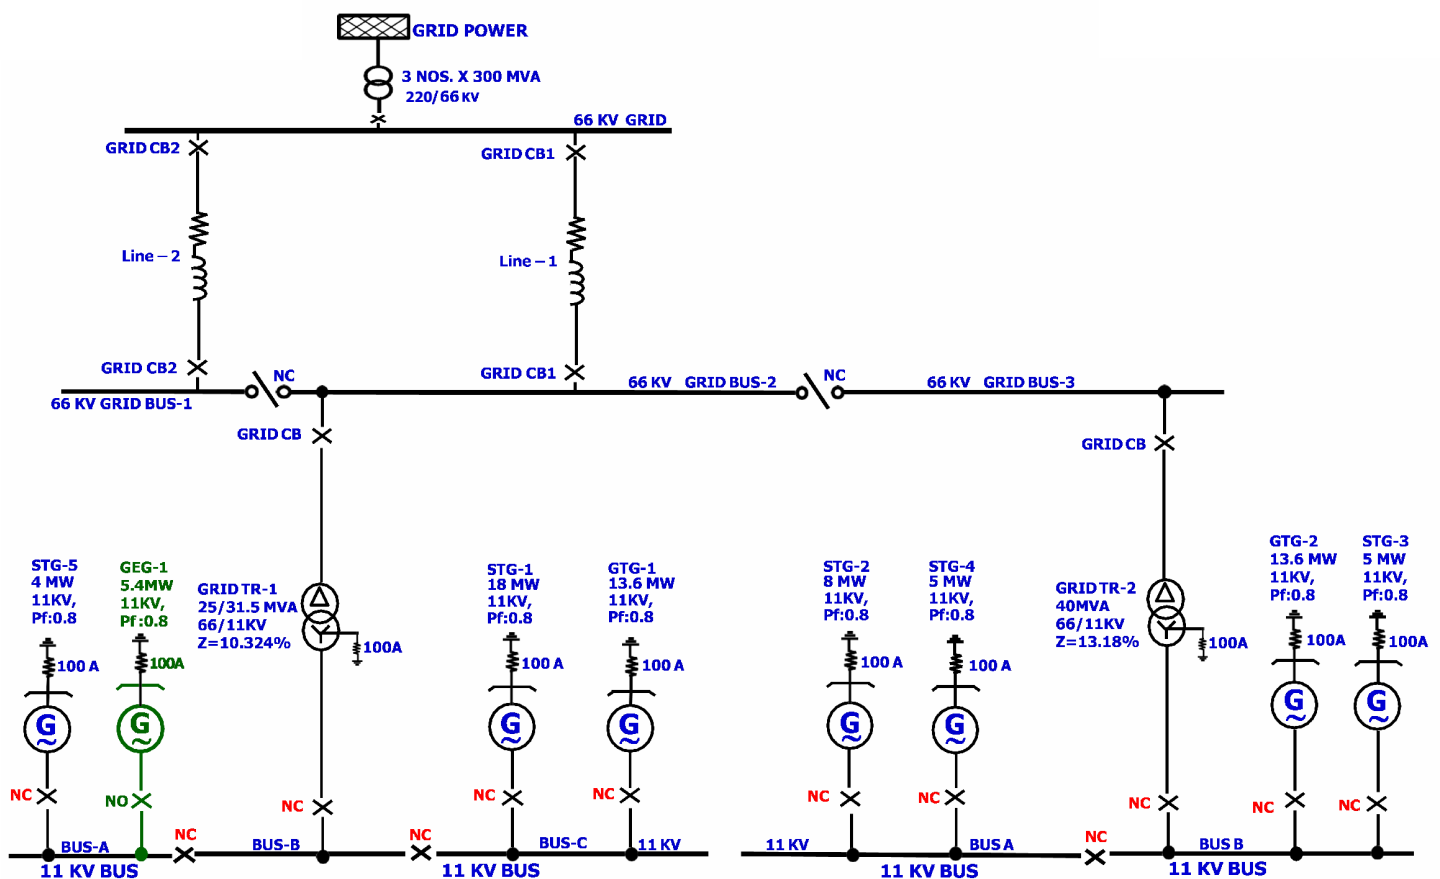 GRID POWER
3 NOS. X 300 MVA
220/66 KV
66 KV GRID
GRID CB2
GRID CB1
Line – 2
Line – 1
GRID CB2
GRID CB1
NC
66 KV GRID BUS-2
NC
66 KV GRID BUS-3
66 KV GRID BUS-1
GRID CB
GRID CB
STG-5
4 MW
11KV,
Pf:0.8
100 A
G
NC
GEG-1
5.4MW
11KV,
Pf:0.8
100A
G
NO
GRID TR-1
25/31.5 MVA
66/11KV
Z=10.324%
100A
NC
STG-1
18 MW
11KV,
Pf:0.8
100 A
G
NC
GTG-1
13.6 MW
11KV,
Pf:0.8
100 A
G
NC
STG-2
8 MW
11KV,
Pf:0.8
100 A
G
NC
STG-4
5 MW
11KV,
Pf:0.8
100 A
G
NC
GRID TR-2
40MVA
66/11KV
Z=13.18%
100A
NC
GTG-2
13.6 MW
11KV,
Pf:0.8
100A
G
STG-3
5 MW
11KV,
Pf:0.8
100A
G
NC
BUS-A
NC
BUS-B
NC
BUS-C
11 KV
11 KV
BUS A
NC
BUS B
11 KV BUS
11 KV BUS
11 KV BUS
11 KV BUS